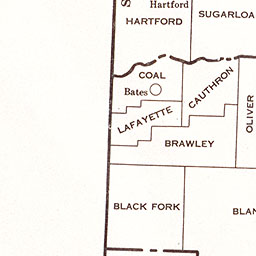 S
Hartford
HARTFORD
SUGARLOA
COAL
Bates
CAUTHRON
LAFAYETTE
OLIVER
BRAWLEY
BLACK FORK
BLAN